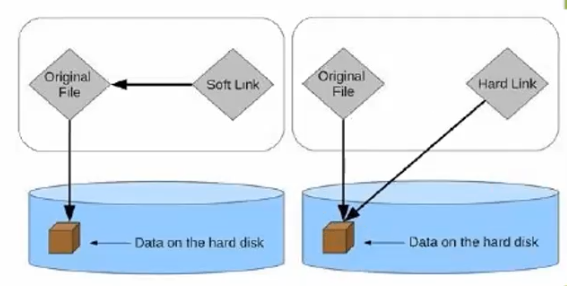 Original
File
Soft Link
Data on the hard disk
Original
File
Hard Link
Data on the hard disk